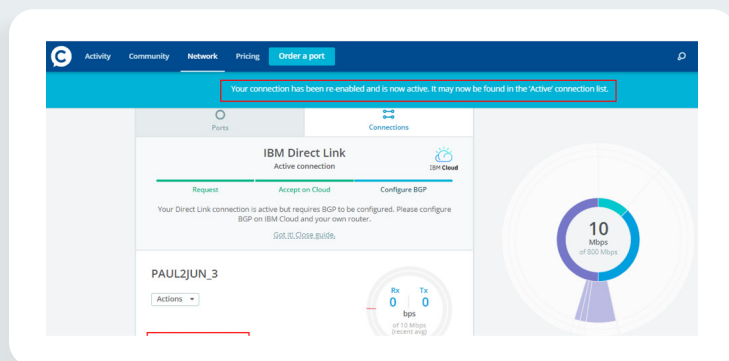 Activity Community Network Pricing Order a port
Your connection has been re-enabled and is now active. It may now be found in the 'Active' connection list.
Ports Connections
IBM Direct Link
Active connection
IBM Cloud
Request Accept on Cloud Configure BGP
Your Direct Link connection is active but requires BGP to be configured. Please configure
BGP on IBM Cloud and your own router.
Got it! Close guide.
PAUL2JUN_3
Actions
Rx Tx
0 0
bps
of 10 Mbps
(recent avg)
10
Mbps
of 800 Mbps